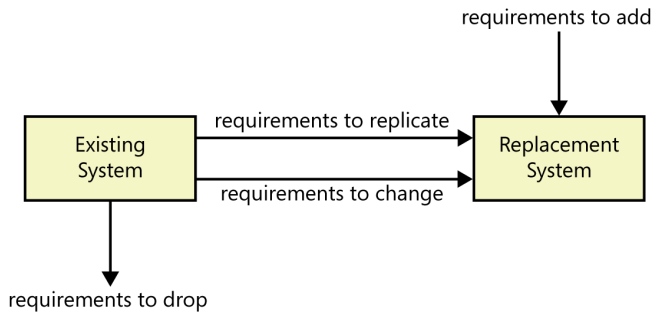 requirements to add
requirements to replicate
Existing
System
Replacement
System
requirements to change
requirements to drop